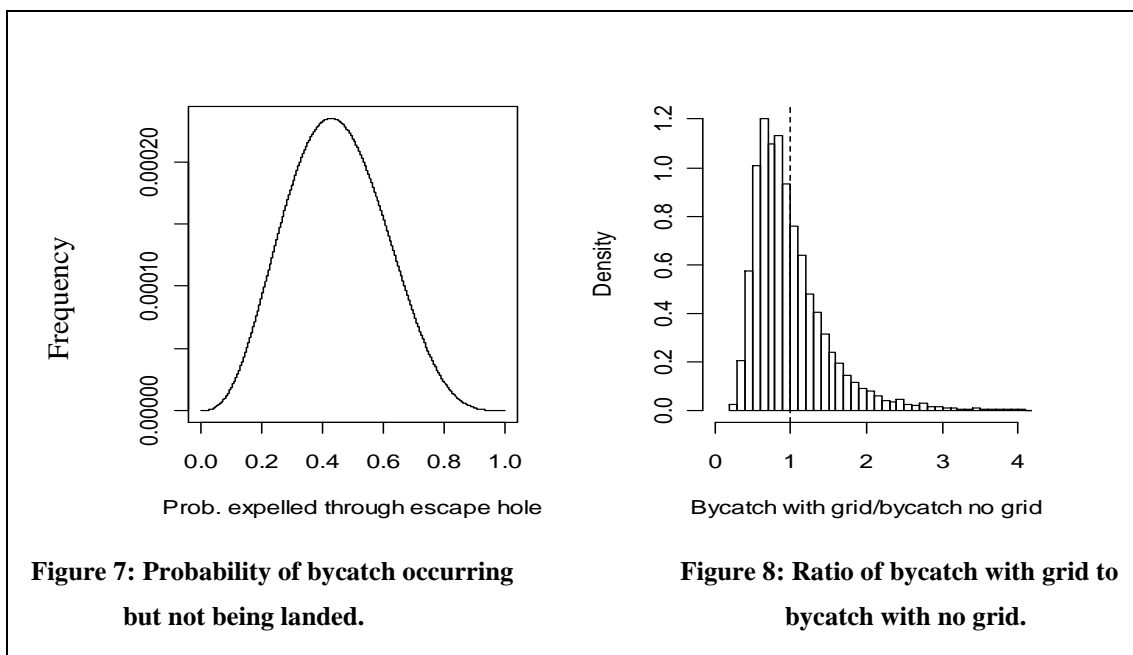 Frequency
0.00020
0.00010
0.00000
0.0 0.2 0.4 0.6 0.8 1.0
Prob. expelled through escape hole
Figure 7: Probability of bycatch occurring
but not being landed.
Density
1.2
1.0
0.8
0.6
0.4
0.2
0.0
0 1 2 3 4
Bycatch with grid/bycatch no grid
Figure 8: Ratio of bycatch with grid to
bycatch with no grid.